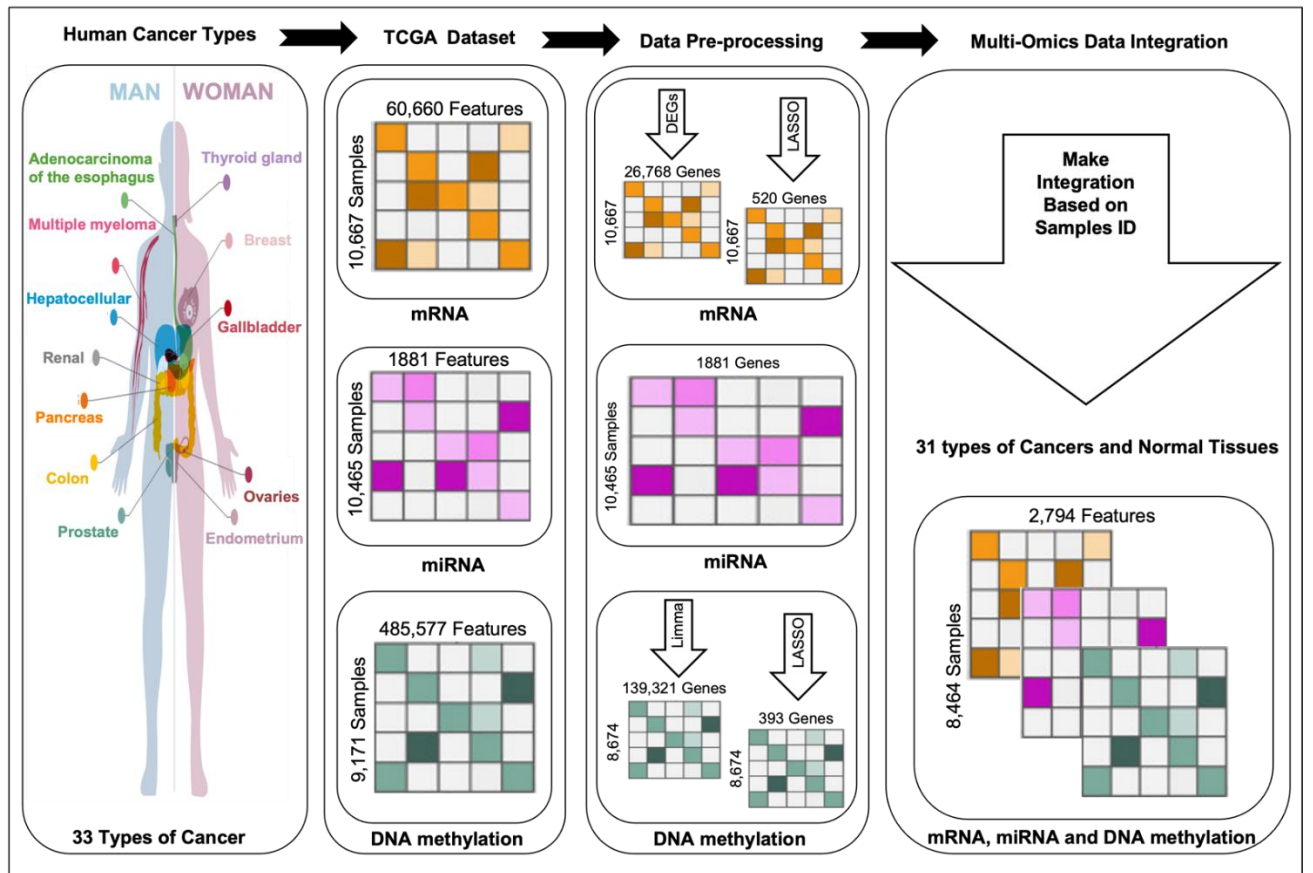 Human Cancer Types
TCGA Dataset
Data Pre-processing
Multi-Omics Data Integration
MAN
WOMAN
Adenocarcinoma
of the esophagus
Thyroid gland
Multiple myeloma
Breast
Hepatocellular
Gallbladder
Renal
Pancreas
Colon
Ovaries
Prostate
Endometrium
33 Types of Cancer
60,660 Features
10,667 Samples
mRNA
1881 Features
10,465 Samples
miRNA
485,577 Features
9,171 Samples
DNA methylation
DEGs
LASSO
26,768 Genes
10,667
520 Genes
10,667
mRNA
1881 Genes
10,465 Samples
miRNA
Limma
LASSO
139,321 Genes
8,674
393 Genes
8,674
DNA methylation
Make
Integration
Based on
Samples ID
31 types of Cancers and Normal Tissues
2,794 Features
8,464 Samples
mRNA, miRNA and DNA methylation